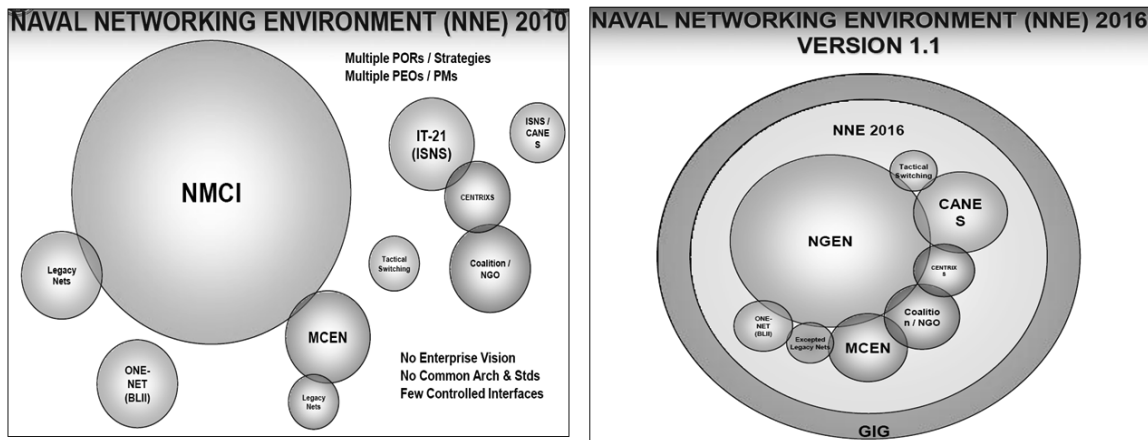 NAVAL NETWORKING ENVIRONMENT (NNE) 2010
Multiple PORs / Strategies
Multiple PEOs / PMs
NMCI
IT-21
(ISNS)
ISNS /
CANE
S
CENTRIXS
Legacy
Nets
Tactical
Switching
Coalition /
NGO
MCEN
ONE-
NET
(BLII)
Legacy
Nets
No Enterprise Vision
No Common Arch & Stds
Few Controlled Interfaces
NAVAL NETWORKING ENVIRONMENT (NNE) 2016
VERSION 1.1
NNE 2016
Tactical
Switching
CANE
S
NGEN
CENTRIX
S
Coalitio
n / NGO
ONE-
NET
(BLII)
Excepted
Legacy Nets
MCEN
GIG